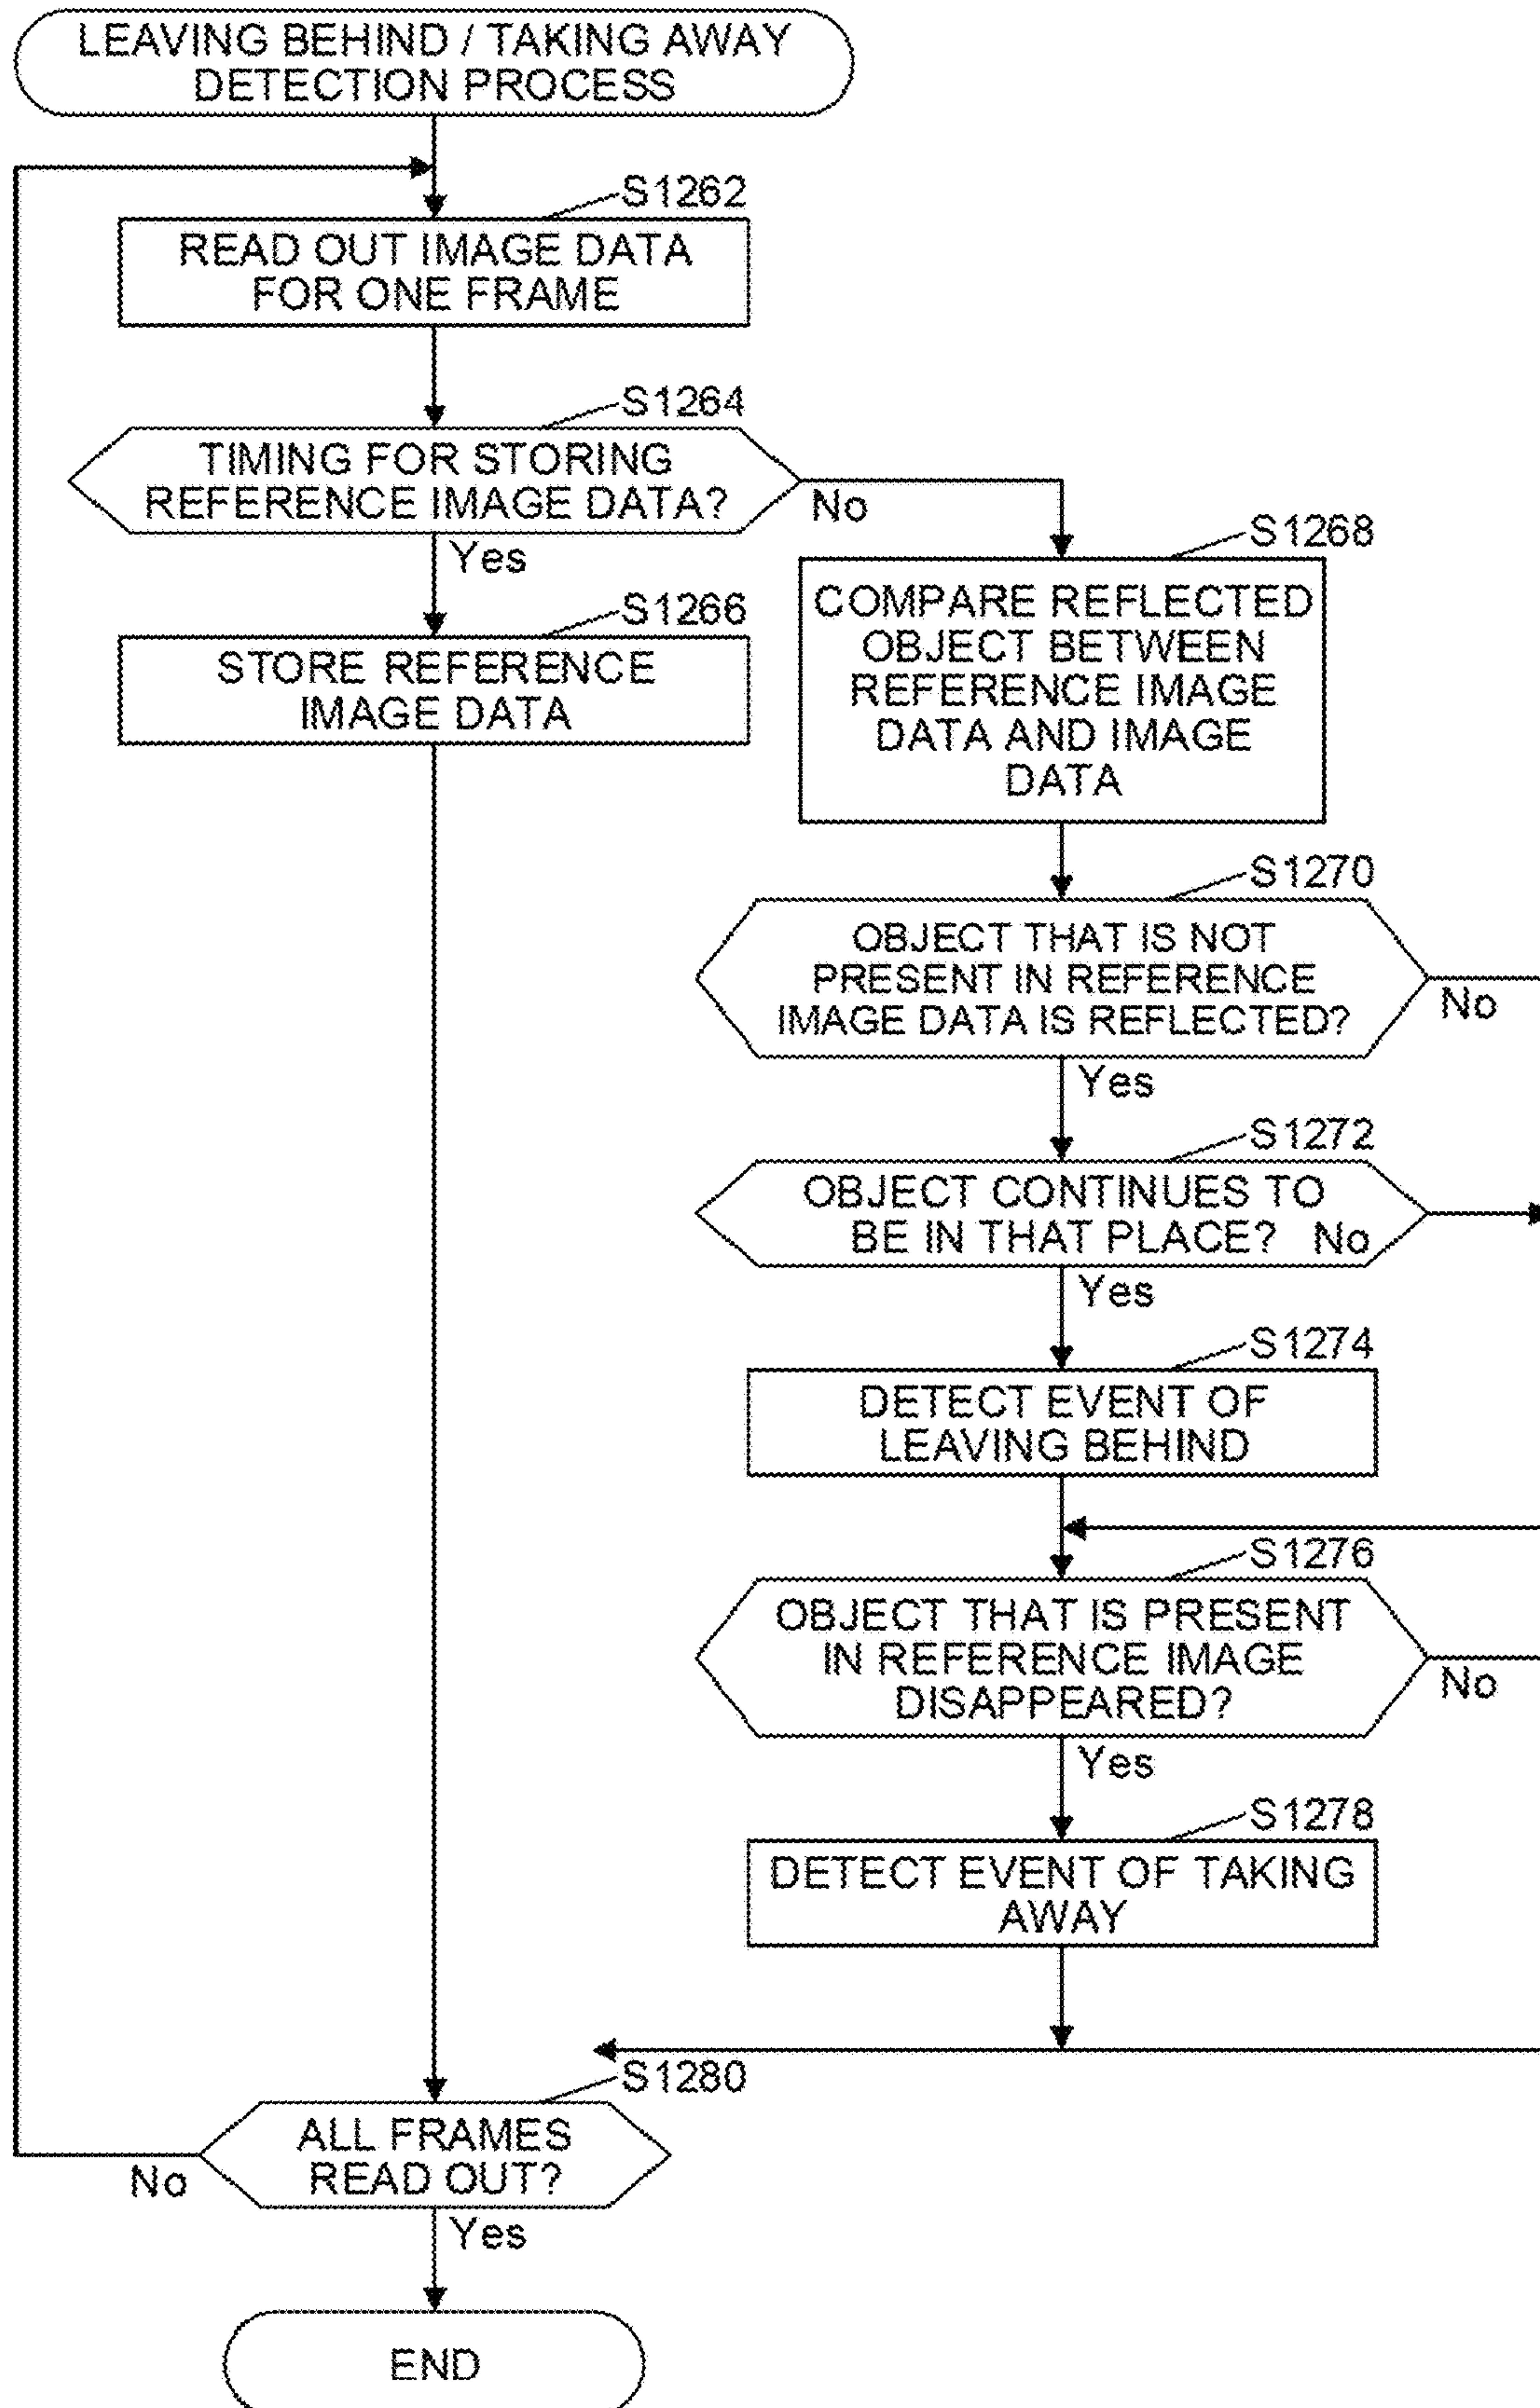 LEAVING BEHIND / TAKING AWAY
DETECTION PROCESS
S1262
READ OUT IMAGE DATA
FOR ONE FRAME
S1264
TIMING FOR STORING
REFERENCE IMAGE DATA?
No
Yes
S1266
STORE REFERENCE
IMAGE DATA
S1268
COMPARE REFLECTED
OBJECT BETWEEN
REFERENCE IMAGE
DATA AND IMAGE
DATA
S1270
OBJECT THAT IS NOT
PRESENT IN REFERENCE
IMAGE DATA IS REFLECTED?
No
Yes
S1272
OBJECT CONTINUES TO
BE IN THAT PLACE? No
Yes
S1274
DETECT EVENT OF
LEAVING BEHIND
S1276
OBJECT THAT IS PRESENT
IN REFERENCE IMAGE
DISAPPEARED?
No
Yes
S1278
DETECT EVENT OF TAKING
AWAY
S1280
ALL FRAMES
READ OUT?
No
Yes
END